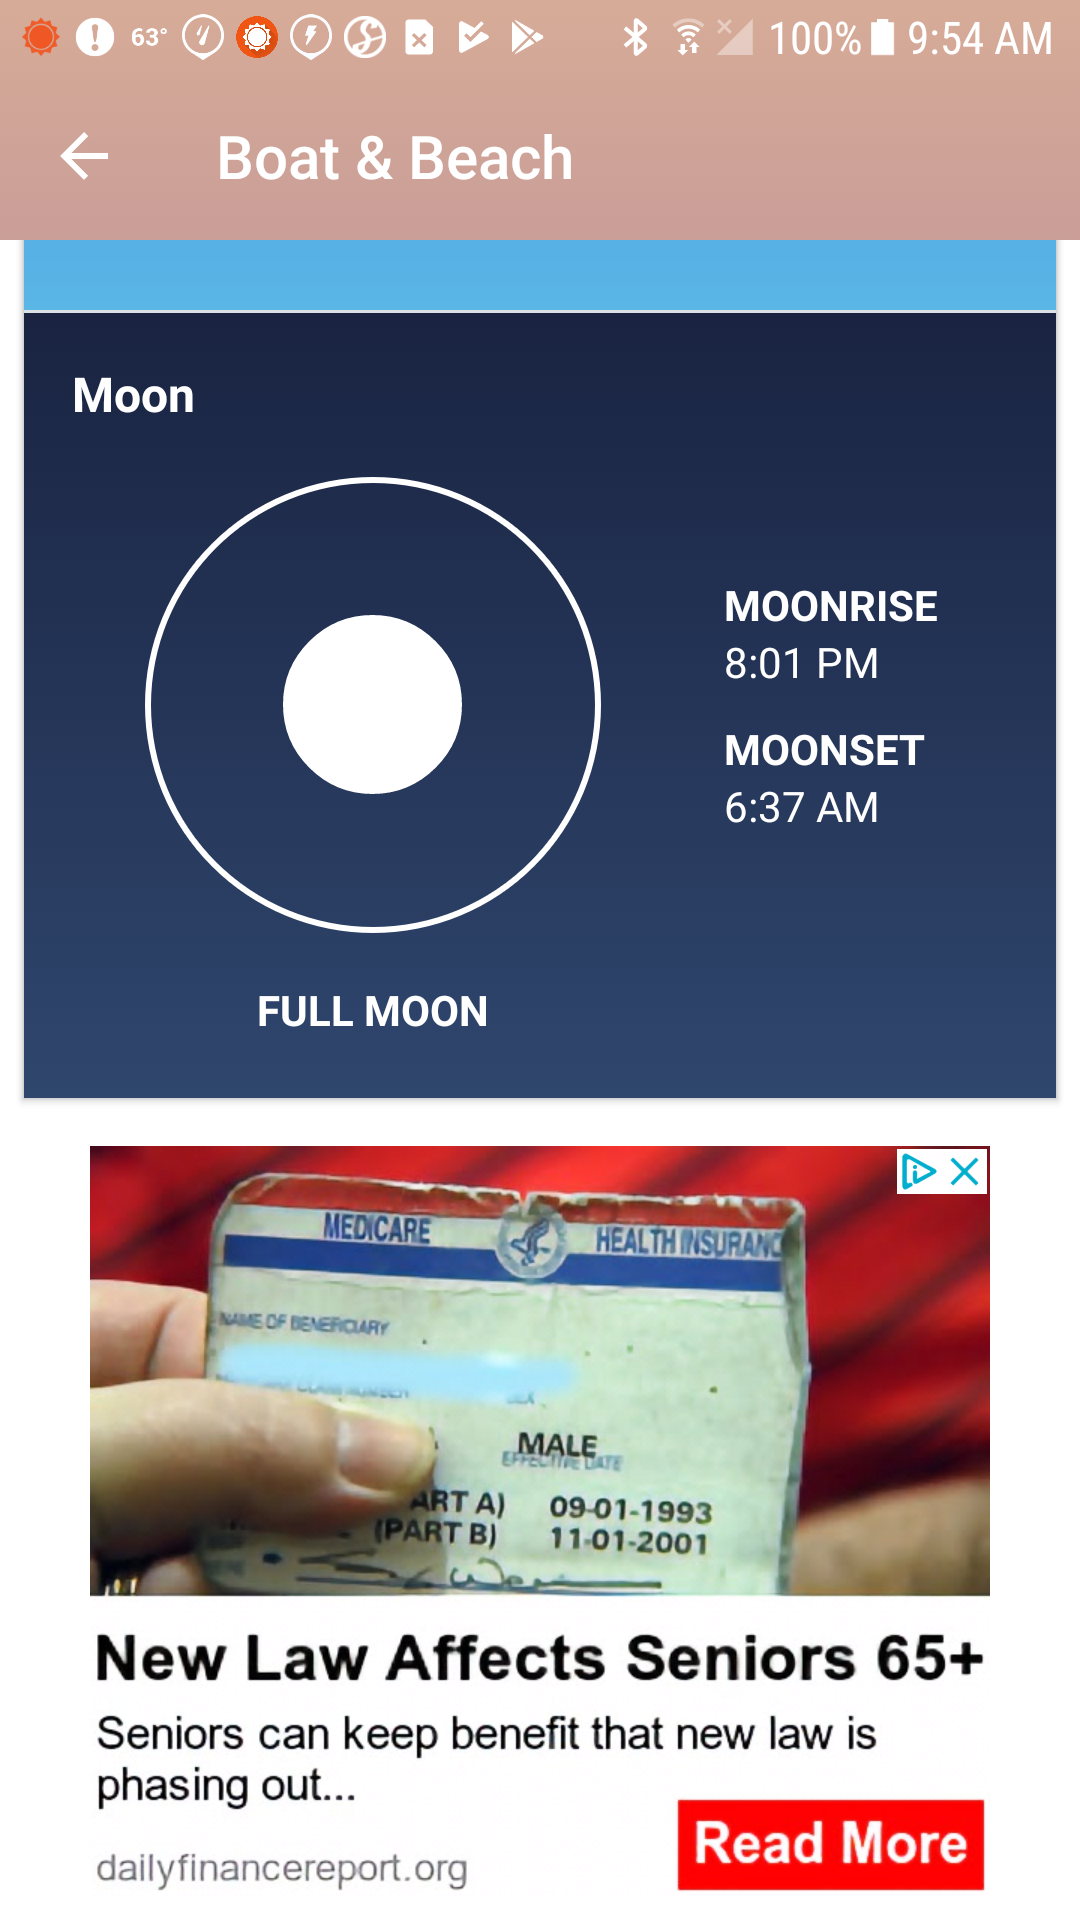 63° 100% 9:54 AM
Boat & Beach
Moon
MOONRISE
8:01 PM
MOONSET
6:37 AM
FULL MOON
MEDICARE HEALTH INSURANC
NAME OF BENEFICIARY
MALE
EFFECTIVE DATE
ART A) 09-01-1993
(PART B) 11-01-2001
New Law Affects Seniors 65+
Seniors can keep benefit that new law is
phasing out...
Read More
dailyfinancereport.org